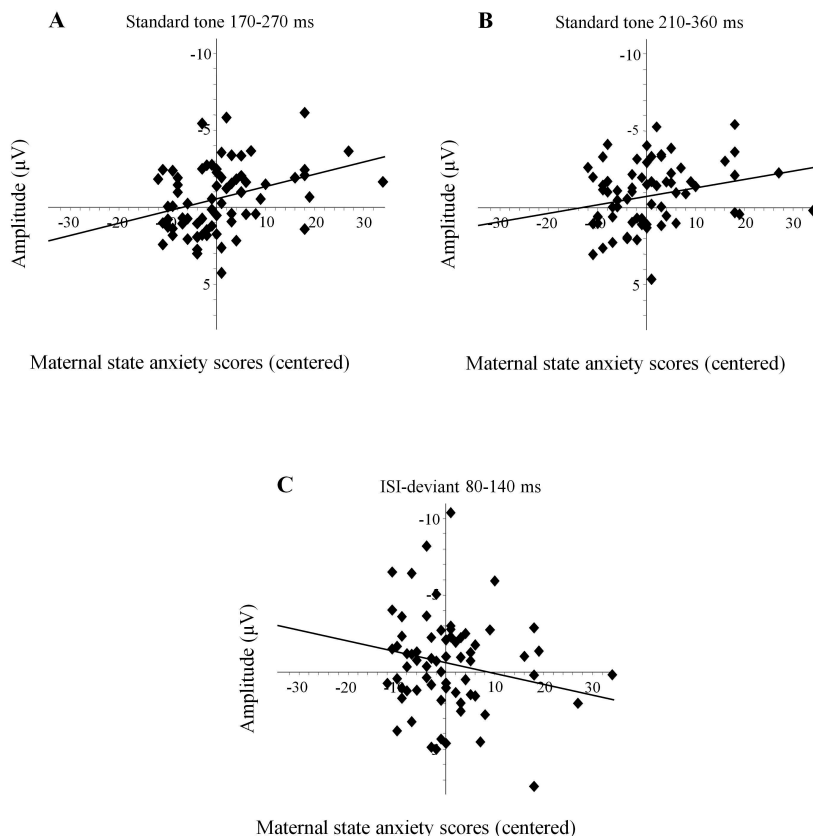 A
Standard tone 170-270 ms
-10
-5
5
-30
-20
-10
10
20
30
Amplitude (µV)
Maternal state anxiety scores (centered)
B
Standard tone 210-360 ms
-10
-5
5
-30
-20
-10
10
20
30
Amplitude (µV)
Maternal state anxiety scores (centered)
C
ISI-deviant 80-140 ms
-10
-5
5
-30
-20
-10
10
20
30
Amplitude (µV)
Maternal state anxiety scores (centered)